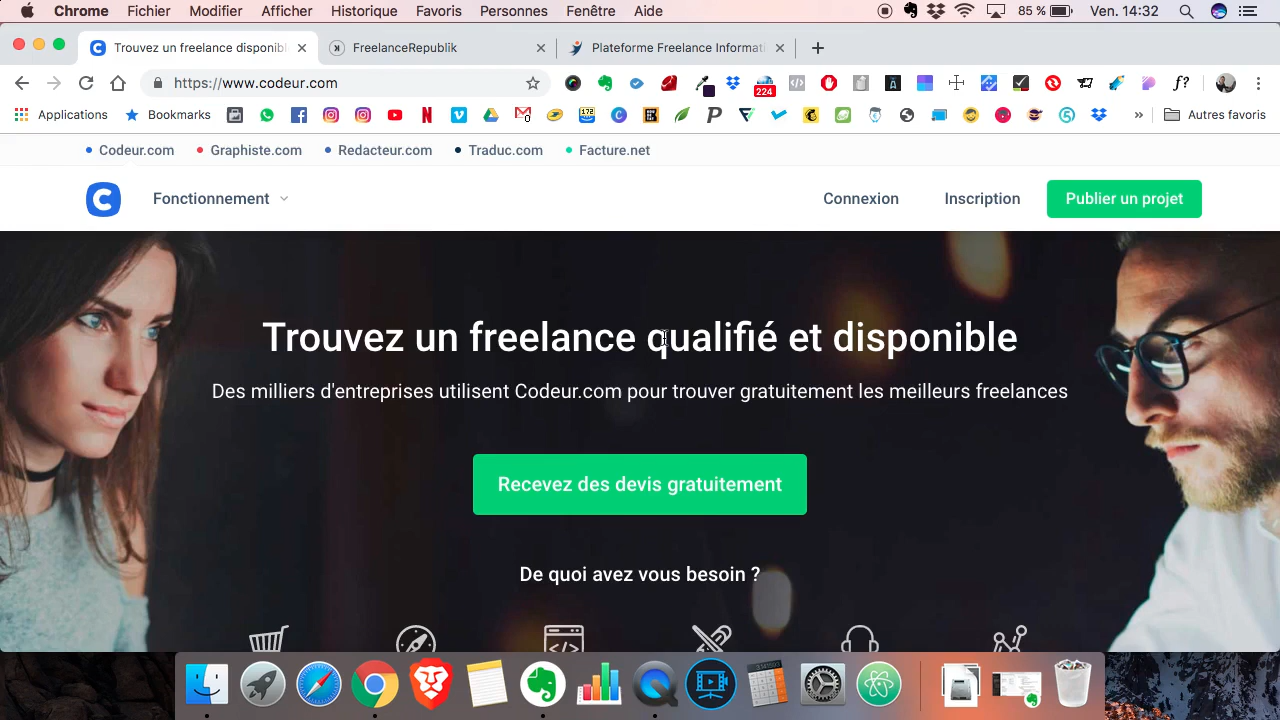 Chrome Fichier Modifier Afficher Historique Favoris Personnes Fenêtre Aide 85 % Ven. 14:32
Trouvez un freelance disponibl FreelanceRepublik Plateforme Freelance Informati
https://www.codeur.com 224 f?
Applications Bookmarks Autres favoris
Codeur.com Graphiste.com Redacteur.com Traduc.com Facture.net
Fonctionnement Connexion Inscription Publier un projet
Trouvez un freelance qualifié et disponible
Des milliers d'entreprises utilisent Codeur.com pour trouver gratuitement les meilleurs freelances
Recevez des devis gratuitement
De quoi avez vous besoin ?